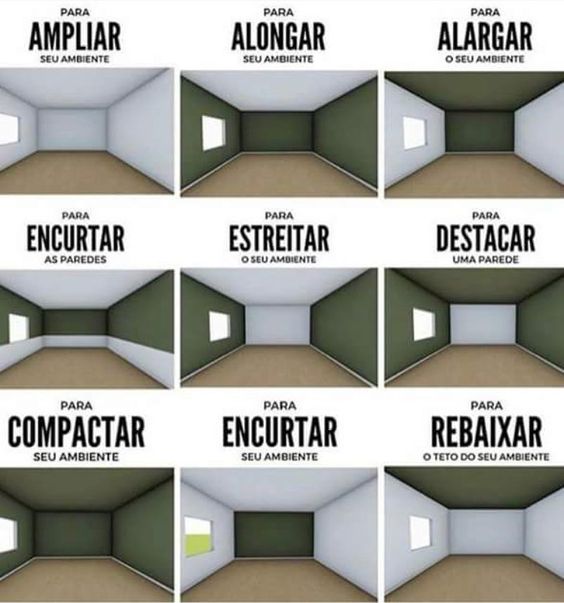 PARA
AMPLIAR
SEU AMBIENTE
PARA
ALONGAR
SEU AMBIENTE
PARA
ALARGAR
O SEU AMBIENTE
PARA
ENCURTAR
AS PAREDES
PARA
ESTREITAR
O SEU AMBIENTE
PARA
DESTACAR
UMA PAREDE
PARA
COMPACTAR
SEU AMBIENTE
PARA
ENCURTAR
SEU AMBIENTE
PARA
REBAIXAR
O TETO DO SEU AMBIENTE